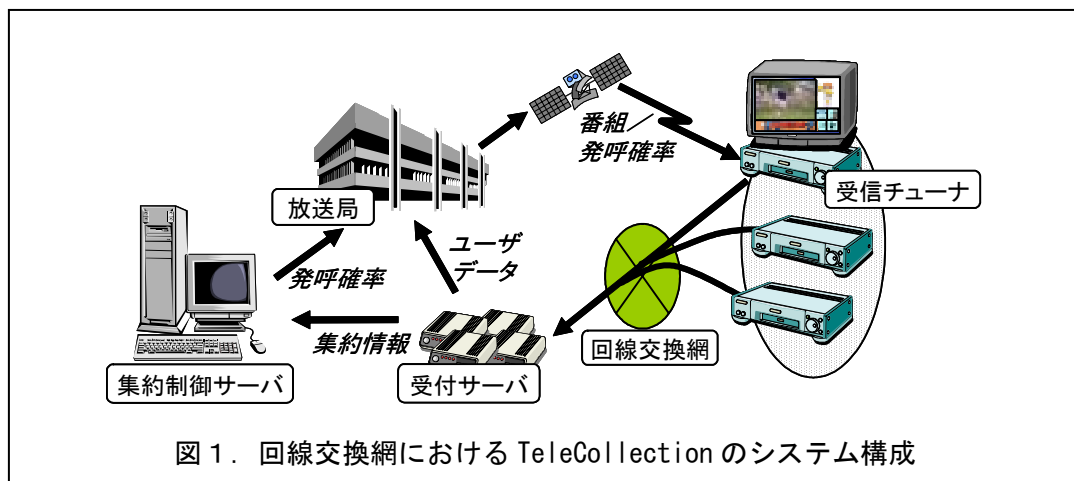 番組／
発呼確率
受信チューナ
放送局
ユーザ
データ
発呼確率
回線交換網
集約情報
集約制御サーバ
受付サーバ
図１．回線交換網における TeleCollection のシステム構成